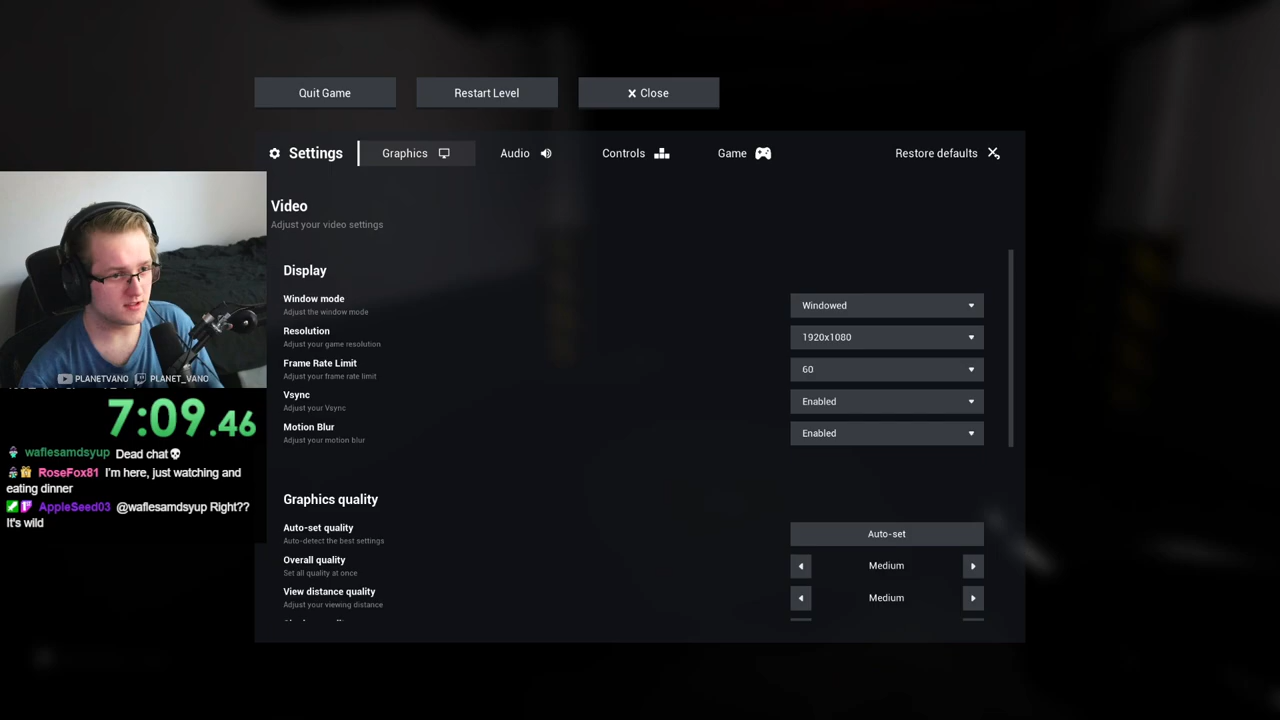 Quit Game
Restart Level
Close
Settings
Graphics
Audio
Controls
Game
Restore defaults
Video
Adjust your video settings
Display
Window mode
Adjust the window mode
Windowed
Resolution
Adjust your game resolution
1920x1080
Frame Rate Limit
Adjust your frame rate limit
60
Vsync
Adjust your Vsync
Enabled
Motion Blur
Adjust your motion blur
Enabled
Graphics quality
Auto-set quality
Auto-detect the best settings
Auto-set
Overall quality
Set all quality at once
Medium
View distance quality
Adjust your viewing distance
Medium
PLANETVANO PLANET_VANO
7:09.46
waflesamdsyup Dead chat💀
RoseFox81 I'm here, just watching and
eating dinner
AppleSeed03 @waflesamdsyup Right??
It's wild